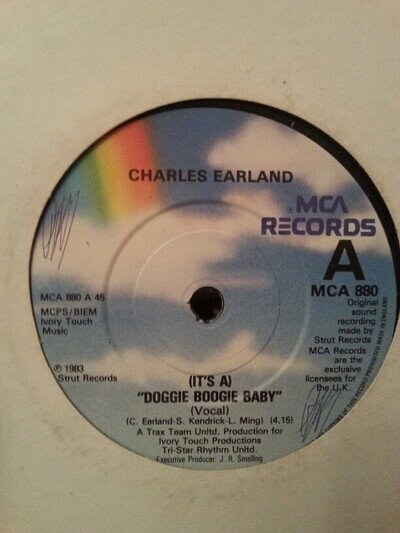 CHARLES EARLAND
MCA
RECORDS
A
MCA 880
MCA 880 A 45
MCPS/BIEM
Ivory Touch
Music
Original
sound
recording
made by
Strut Records
MCA Records
are the
exclusive
licensees for
the U.K.
℗ 1983
Strut Records
(IT'S A)
"DOGGIE BOOGIE BABY"
(Vocal)
(C. Earland-S. Kendrick-L. Ming) (4.15)
A Trax Team Unltd. Production for
Ivory Touch Productions
Tri-Star Rhythm Unltd.
Executive Producer: J. R. Smalling
MADE IN ENGLAND